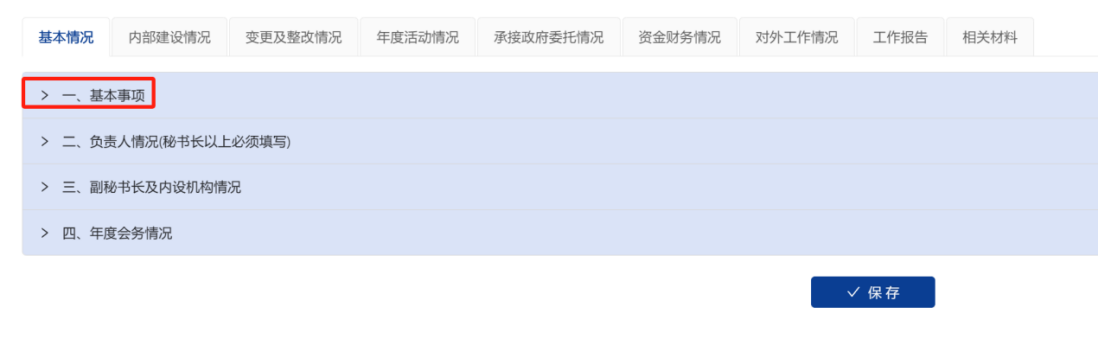 基本情况 内部建设情况 变更及整改情况 年度活动情况 承接政府委托情况 资金财务情况 对外工作情况 工作报告 相关材料
> 一、基本事项
> 二、负责人情况(秘书长以上必须填写)
> 三、副秘书长及内设机构情况
> 四、年度会务情况
✓ 保存